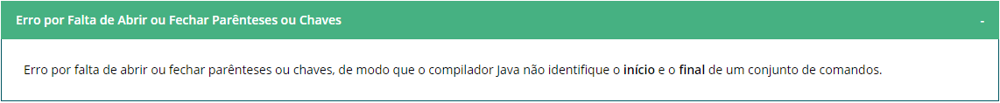 Erro por Falta de Abrir ou Fechar Parênteses ou Chaves -
Erro por falta de abrir ou fechar parênteses ou chaves, de modo que o compilador Java não identifique o início e o final de um conjunto de comandos.